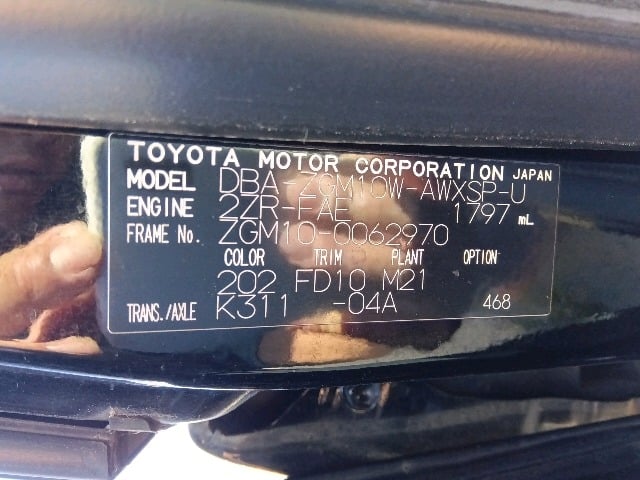 TOYOTA MOTOR CORPORATION JAPAN
MODEL DBA-ZGM10W-AWXSP-U
ENGINE 2ZR-FAE 1797 mL
FRAME No. ZGM10-0062970
COLOR TRIM PLANT OPTION
202 FD10 M21
TRANS./AXLE K311 -04A 468